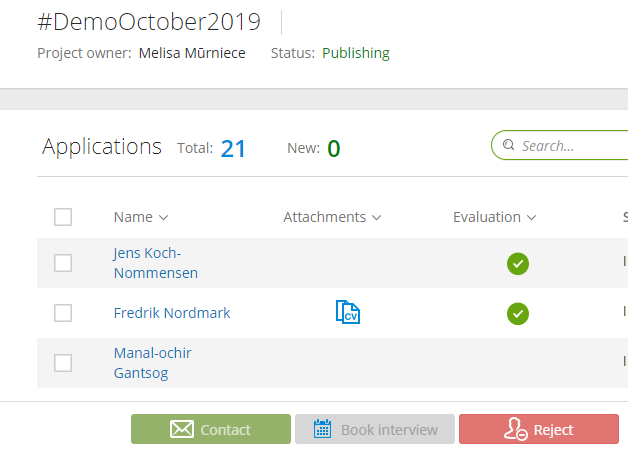 #DemoOctober2019
Project owner: Melisa Mūrniece Status: Publishing
Applications Total: 21 New: 0 Search...
Name Attachments Evaluation
Jens Koch-
Nommensen
Fredrik Nordmark CV
Manal-ochir
Gantsog
Contact Book interview Reject